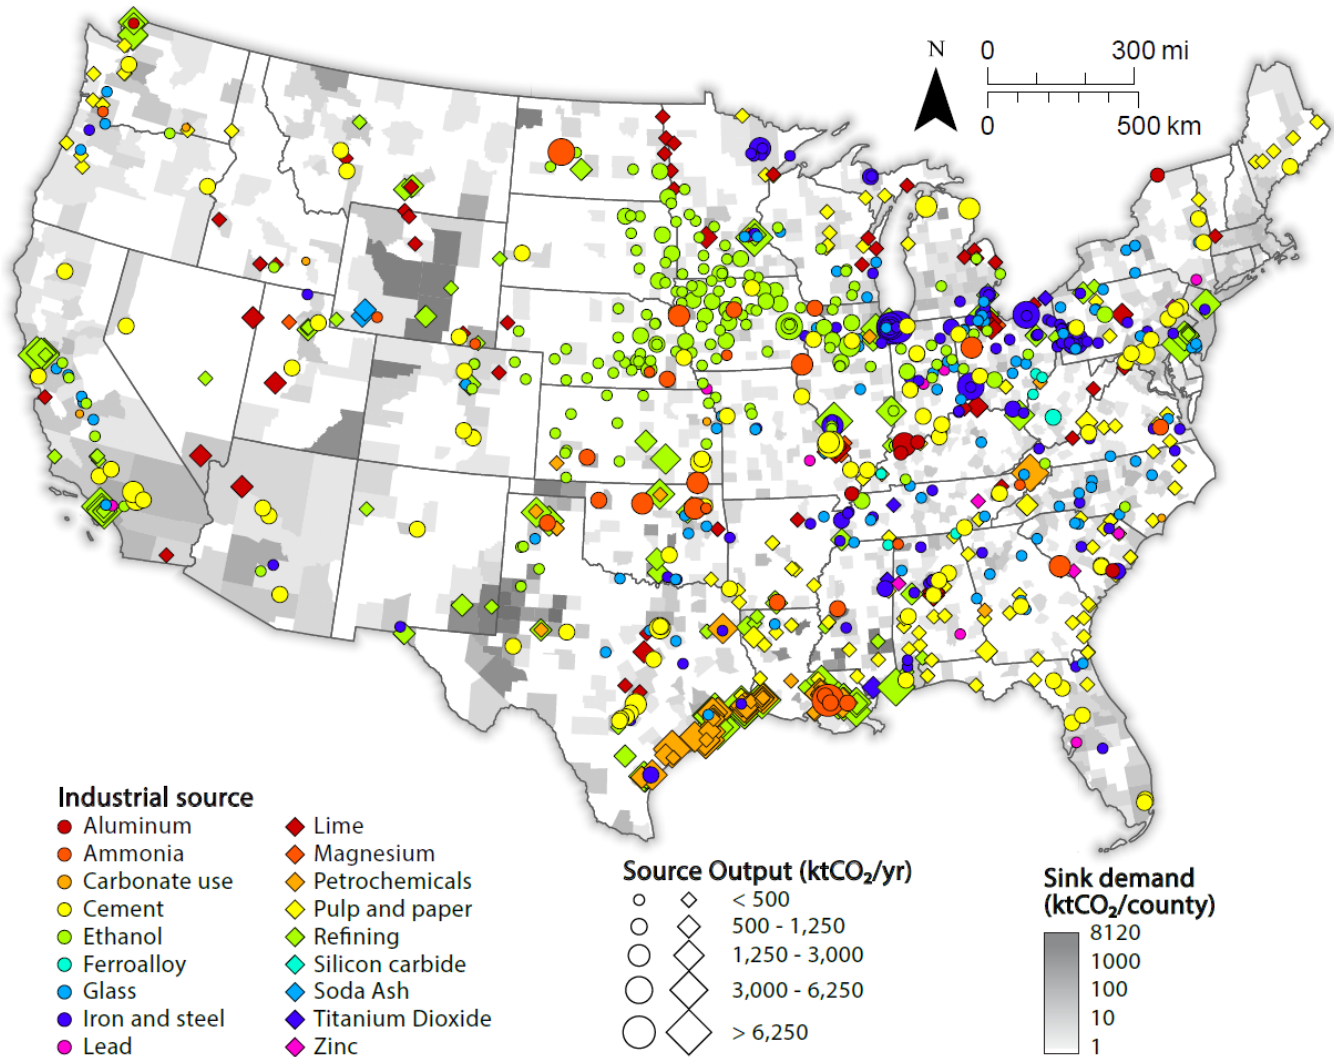 N
0 300 mi
0 500 km
Industrial source
Aluminum Lime
Ammonia Magnesium
Carbonate use Petrochemicals
Cement Pulp and paper
Ethanol Refining
Ferroalloy Silicon carbide
Glass Soda Ash
Iron and steel Titanium Dioxide
Lead Zinc
Source Output (ktCO₂/yr)
< 500
500 - 1,250
1,250 - 3,000
3,000 - 6,250
> 6,250
Sink demand
(ktCO₂/county)
8120
1000
100
10
1